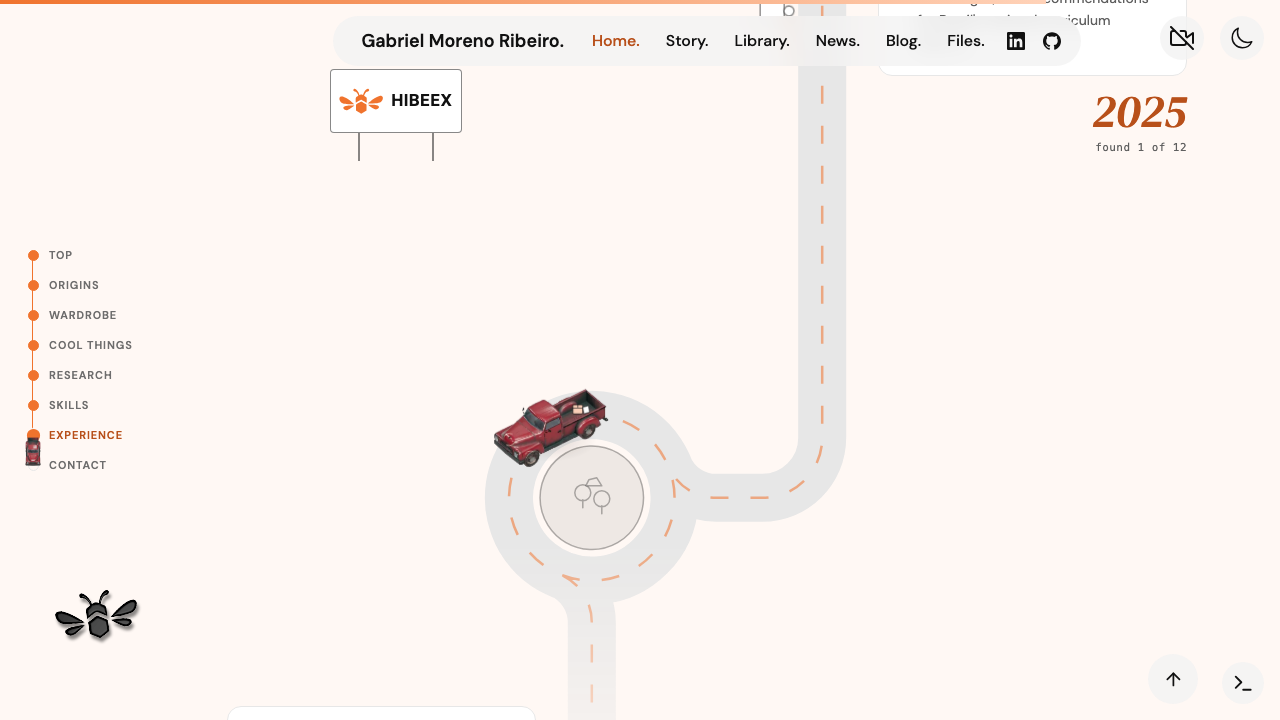 Gabriel Moreno Ribeiro.
Home.
Story.
Library.
News.
Blog.
Files.
HIBEEX
2025
found 1 of 12
TOP
ORIGINS
WARDROBE
COOL THINGS
RESEARCH
SKILLS
EXPERIENCE
CONTACT